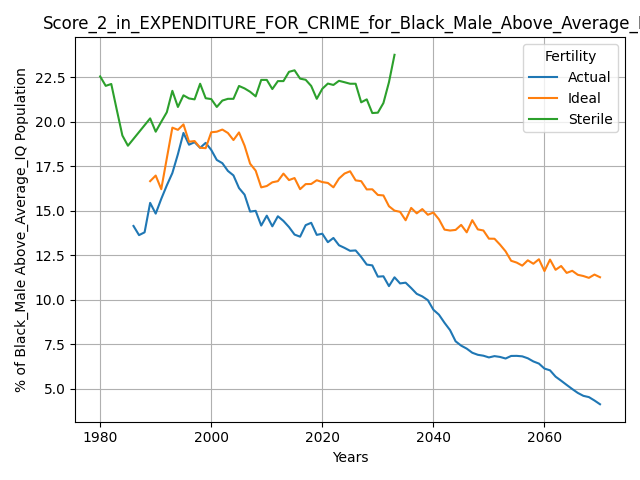 Score_2_in_EXPENDITURE_FOR_CRIME_for_Black_Male_Above_Average_I
% of Black_Male Above_Average_IQ Population
22.5
20.0
17.5
15.0
12.5
10.0
7.5
5.0
Fertility
Actual
Ideal
Sterile
1980 2000 2020 2040 2060
Years